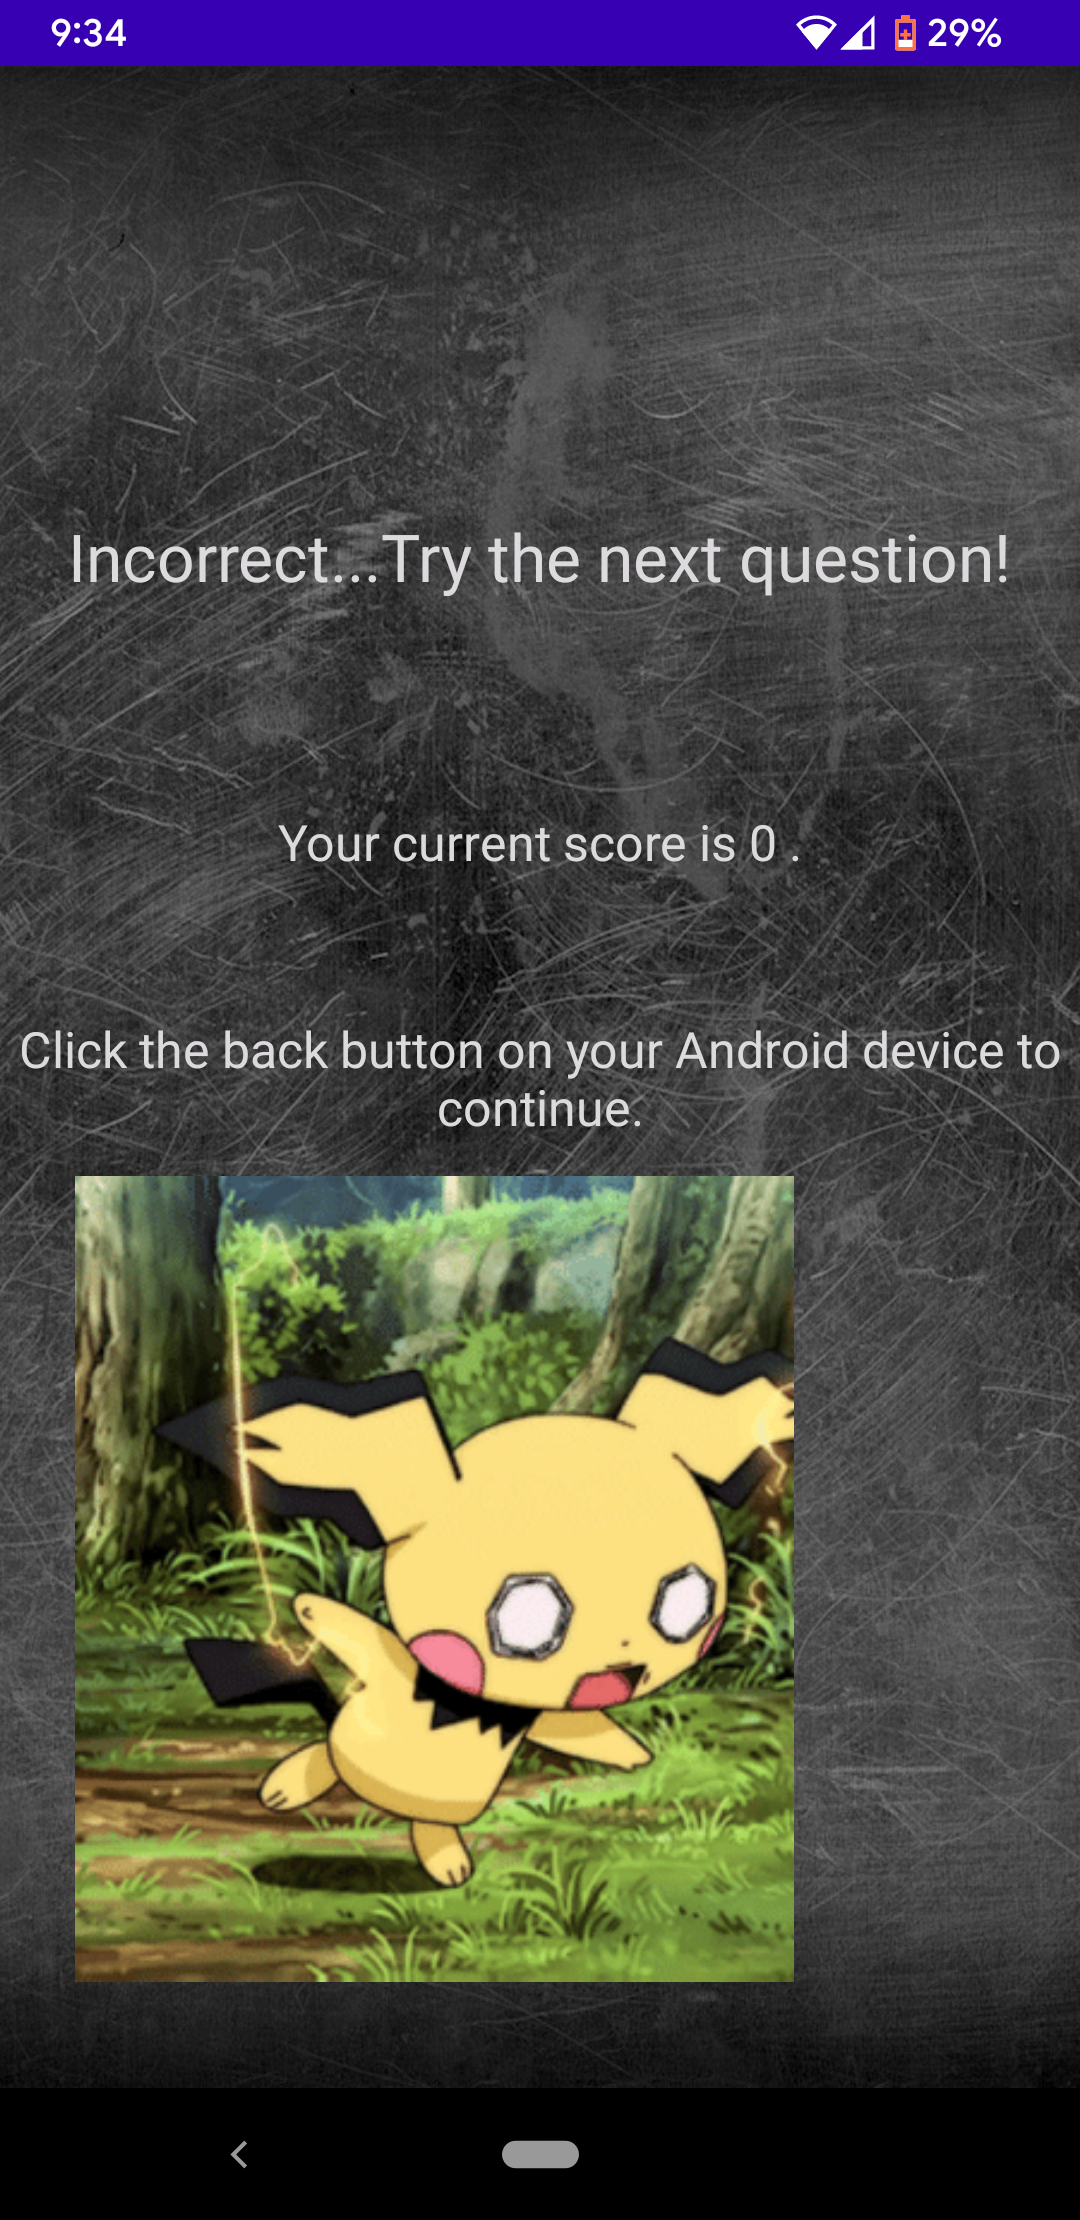 9:34 29%
Incorrect...Try the next question!
Your current score is 0 .
Click the back button on your Android device to
continue.